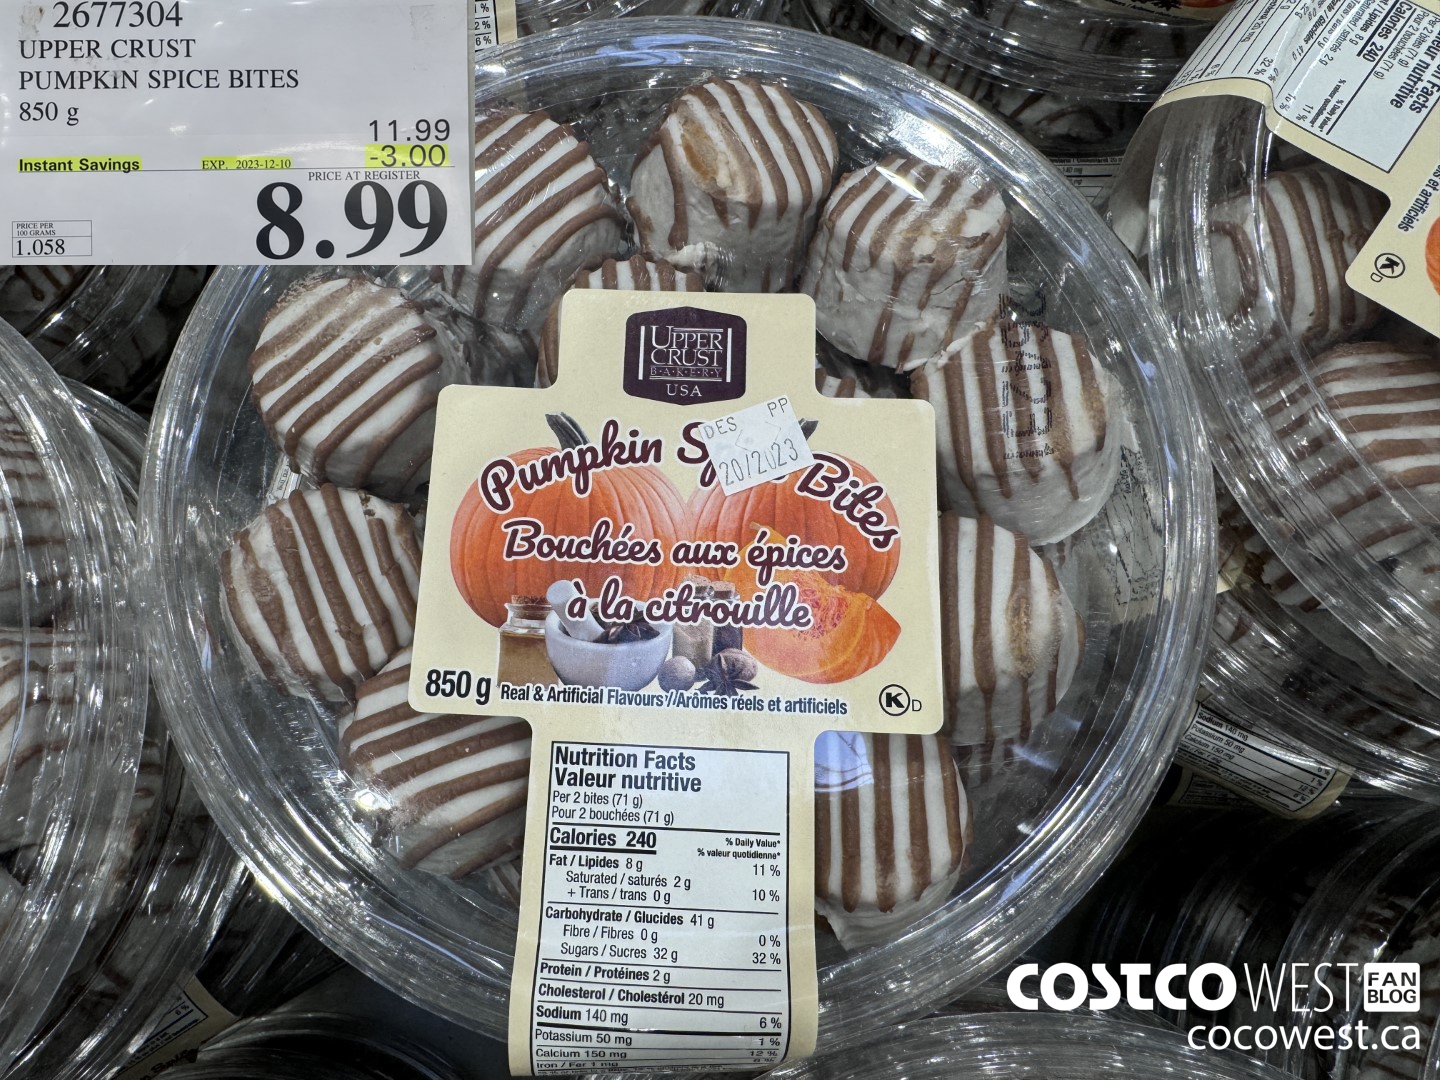 2677304
UPPER CRUST
PUMPKIN SPICE BITES
850 g
11.99
Instant Savings EXP. 2023-12-10 -3.00
PRICE AT REGISTER
8.99
PRICE PER
100 GRAMS
1.058
UPPER
CRUST
B·A·K·E·R·Y
USA
DES PP
20/2023
Pumpkin Bites
Bouchées aux épices
à la citrouille
850 g Real & Artificial Flavours / Arômes réels et artificiels
K D
Nutrition Facts
Valeur nutritive
Per 2 bites (71 g)
Pour 2 bouchées (71 g)
Calories 240 % Daily Value*
% valeur quotidienne*
Fat / Lipides 8 g 11 %
Saturated / saturés 2 g
+ Trans / trans 0 g 10 %
Carbohydrate / Glucides 41 g
Fibre / Fibres 0 g 0 %
Sugars / Sucres 32 g 32 %
Protein / Protéines 2 g
Cholesterol / Cholestérol 20 mg
Sodium 140 mg 6 %
Potassium 50 mg 1 %
Calcium 150 mg 12 %
Iron / Fer 1 mg
COSTCO WEST FAN BLOG
cocowest.ca